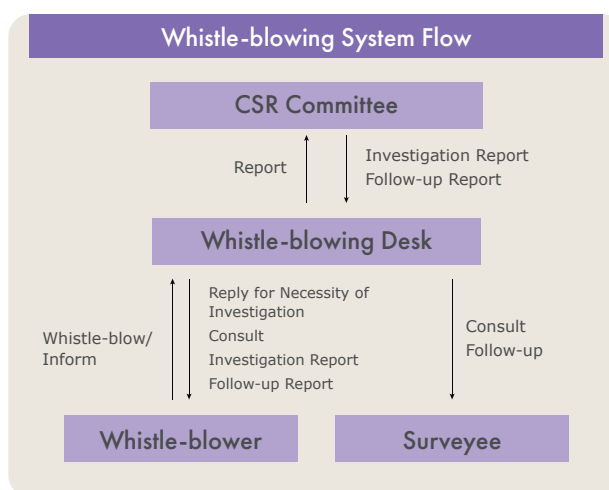 Whistle-blowing System Flow
CSR Committee
Report
Investigation Report
Follow-up Report
Whistle-blowing Desk
Whistle-blow/
Inform
Reply for Necessity of
Investigation
Consult
Investigation Report
Follow-up Report
Consult
Follow-up
Whistle-blower
Surveyee